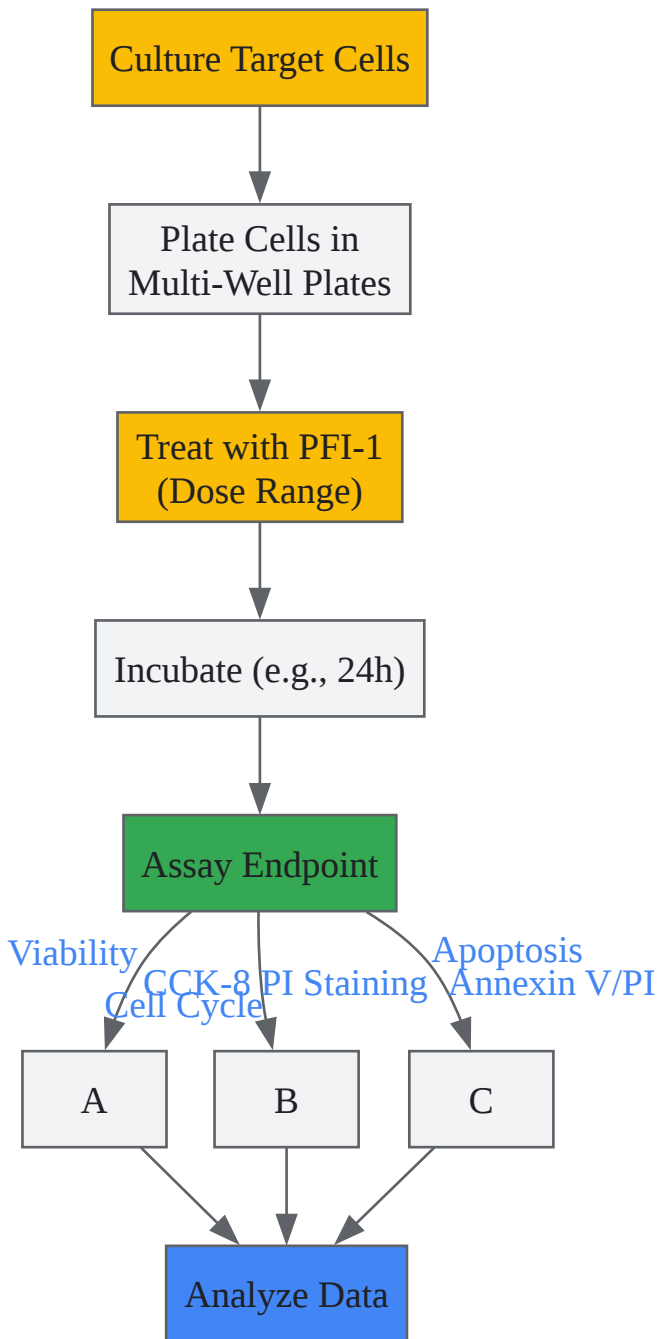 Culture Target Cells
Plate Cells in
Multi-Well Plates
Treat with PFI-1
(Dose Range)
Incubate (e.g., 24h)
Assay Endpoint
Viability
Cell Cycle
Apoptosis
CCK-8
PI Staining
Annexin V/PI
A
B
C
Analyze Data